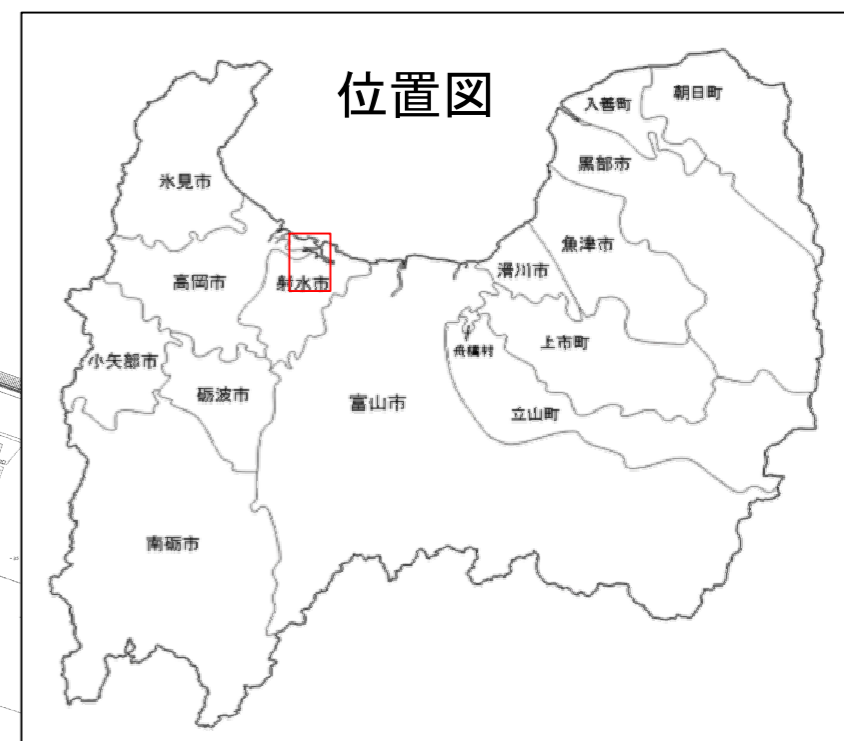 位置図
入善町
朝日町
黒部市
氷見市
魚津市
滑川市
高岡市
射水市
上市町
舟橋村
小矢部市
砺波市
富山市
立山町
南砺市